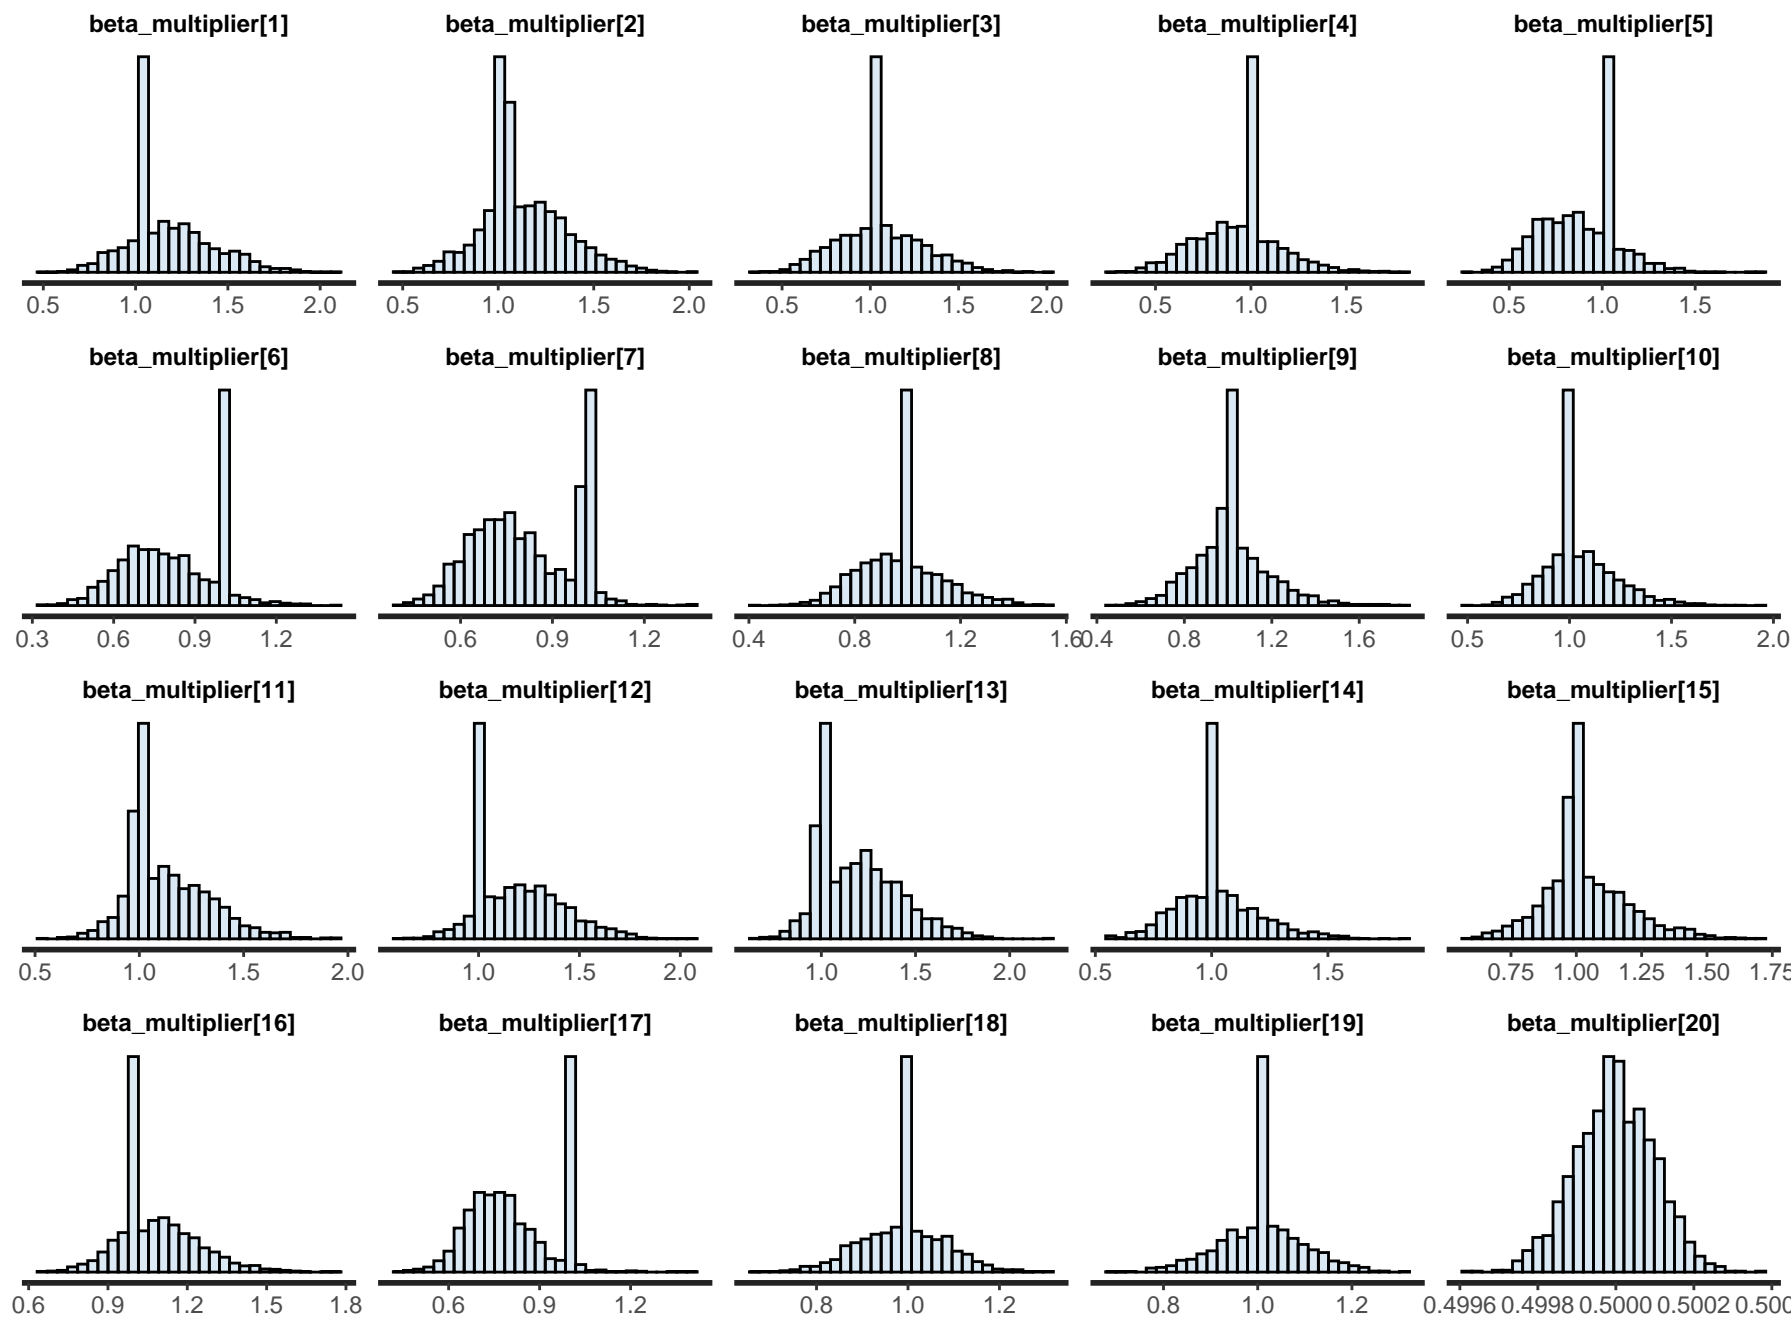 beta_multiplier[1] beta_multiplier[2] beta_multiplier[3] beta_multiplier[4] beta_multiplier[5]
0.5 1.0 1.5 2.0 0.5 1.0 1.5 2.0 0.5 1.0 1.5 2.0 0.5 1.0 1.5 0.5 1.0 1.5
beta_multiplier[6] beta_multiplier[7] beta_multiplier[8] beta_multiplier[9] beta_multiplier[10]
0.3 0.6 0.9 1.2 0.6 0.9 1.2 0.4 0.8 1.2 1.6 0.4 0.8 1.2 1.6 0.5 1.0 1.5 2.0
beta_multiplier[11] beta_multiplier[12] beta_multiplier[13] beta_multiplier[14] beta_multiplier[15]
0.5 1.0 1.5 2.0 1.0 1.5 2.0 1.0 1.5 2.0 0.5 1.0 1.5 0.75 1.00 1.25 1.50 1.75
beta_multiplier[16] beta_multiplier[17] beta_multiplier[18] beta_multiplier[19] beta_multiplier[20]
0.6 0.9 1.2 1.5 1.8 0.6 0.9 1.2 0.8 1.0 1.2 0.8 1.0 1.2 0.4996 0.4998 0.5000 0.5002